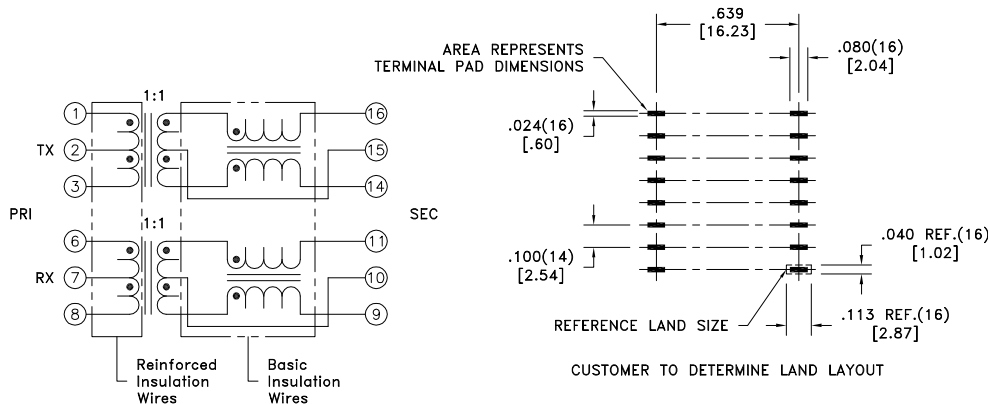 1:1
1
16
TX
2
15
3
14
PRI
SEC
1:1
6
11
RX
7
10
8
9
Reinforced
Insulation
Wires
Basic
Insulation
Wires
.639
[16.23]
AREA REPRESENTS
TERMINAL PAD DIMENSIONS
.080(16)
[2.04]
.024(16)
[.60]
.100(14)
[2.54]
.040 REF.(16)
[1.02]
REFERENCE LAND SIZE
.113 REF.(16)
[2.87]
CUSTOMER TO DETERMINE LAND LAYOUT